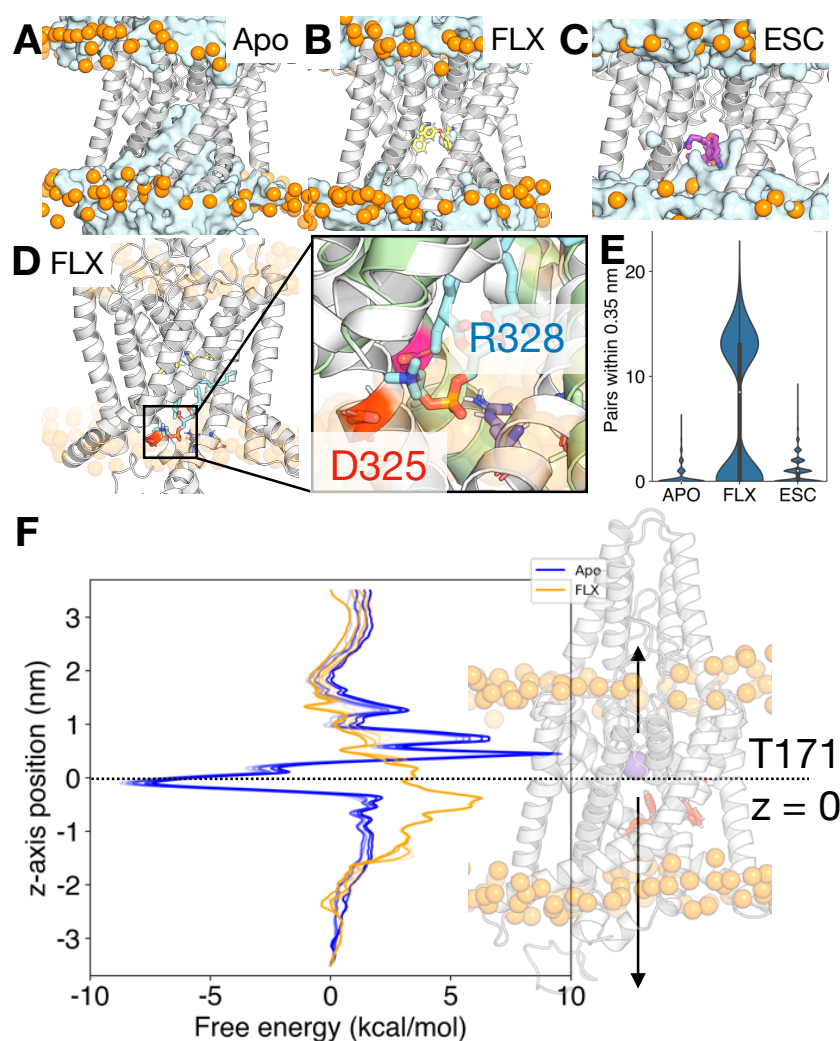 A Apo
B FLX
C ESC
D FLX
R328
D325
E
Pairs within 0.35 nm
20
10
0
APO FLX ESC
F
Apo
FLX
z-axis position (nm)
3
2
1
0
-1
-2
-3
T171
z = 0
-10 -5 0 5 10
Free energy (kcal/mol)